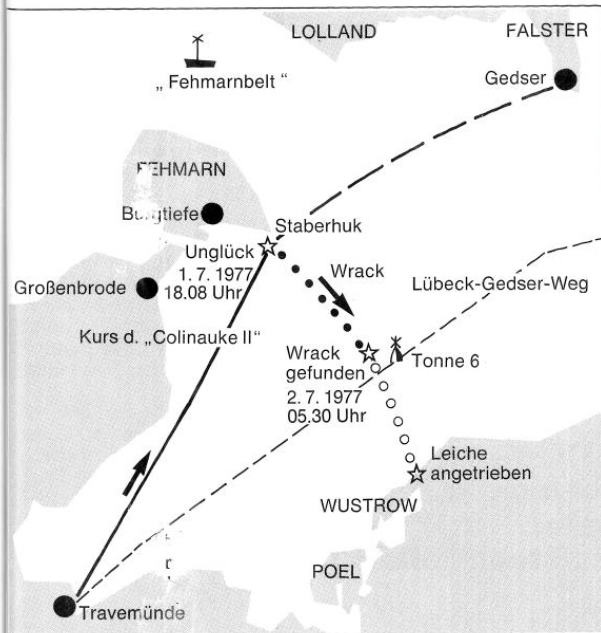 LOLLAND
FALSTER
„Fehmarnbelt“
Gedser
FEHMARN
Burgtiefe
Staberhuk
Unglück
1. 7. 1977
18.08 Uhr
Wrack
Großenbrode
Lübeck-Gedser-Weg
Kurs d. „Colinauke II“
Wrack
gefunden
2. 7. 1977
05.30 Uhr
Tonne 6
Leiche
angetrieben
WUSTROW
POEL
Travemünde